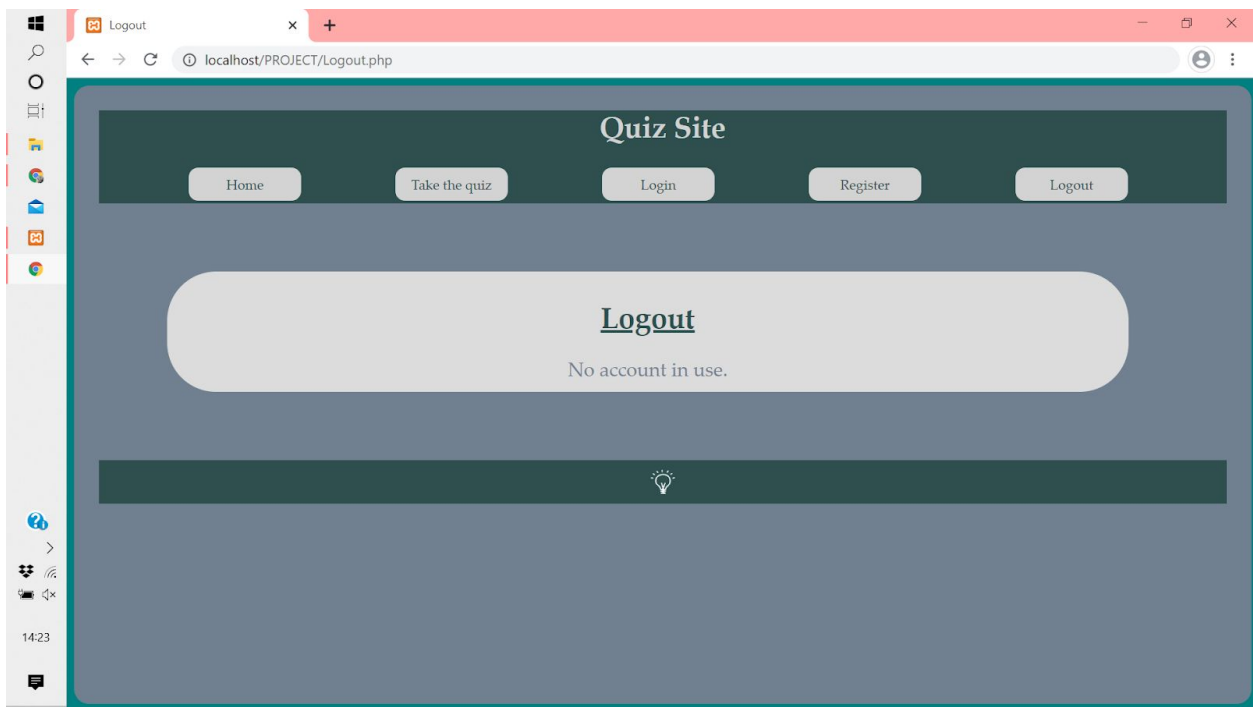 Logout
localhost/PROJECT/Logout.php
Quiz Site
Home Take the quiz Login Register Logout
Logout
No account in use.
14:23